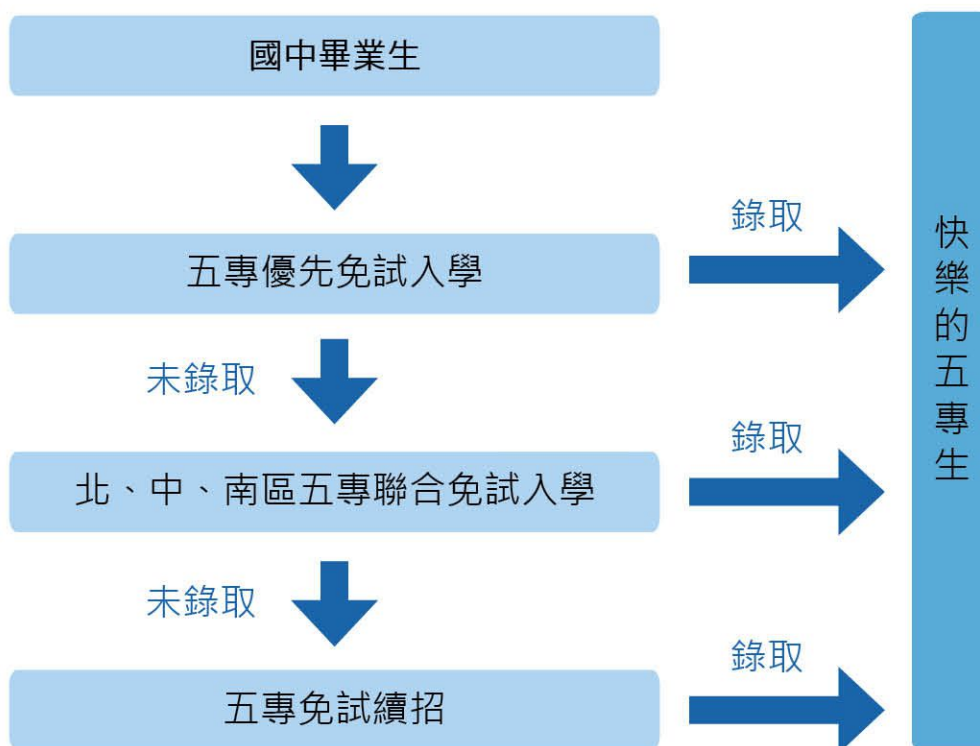 國中畢業生
五專優先免試入學
錄取
未錄取
北、中、南區五專聯合免試入學
錄取
未錄取
五專免試續招
錄取
快樂的五專生